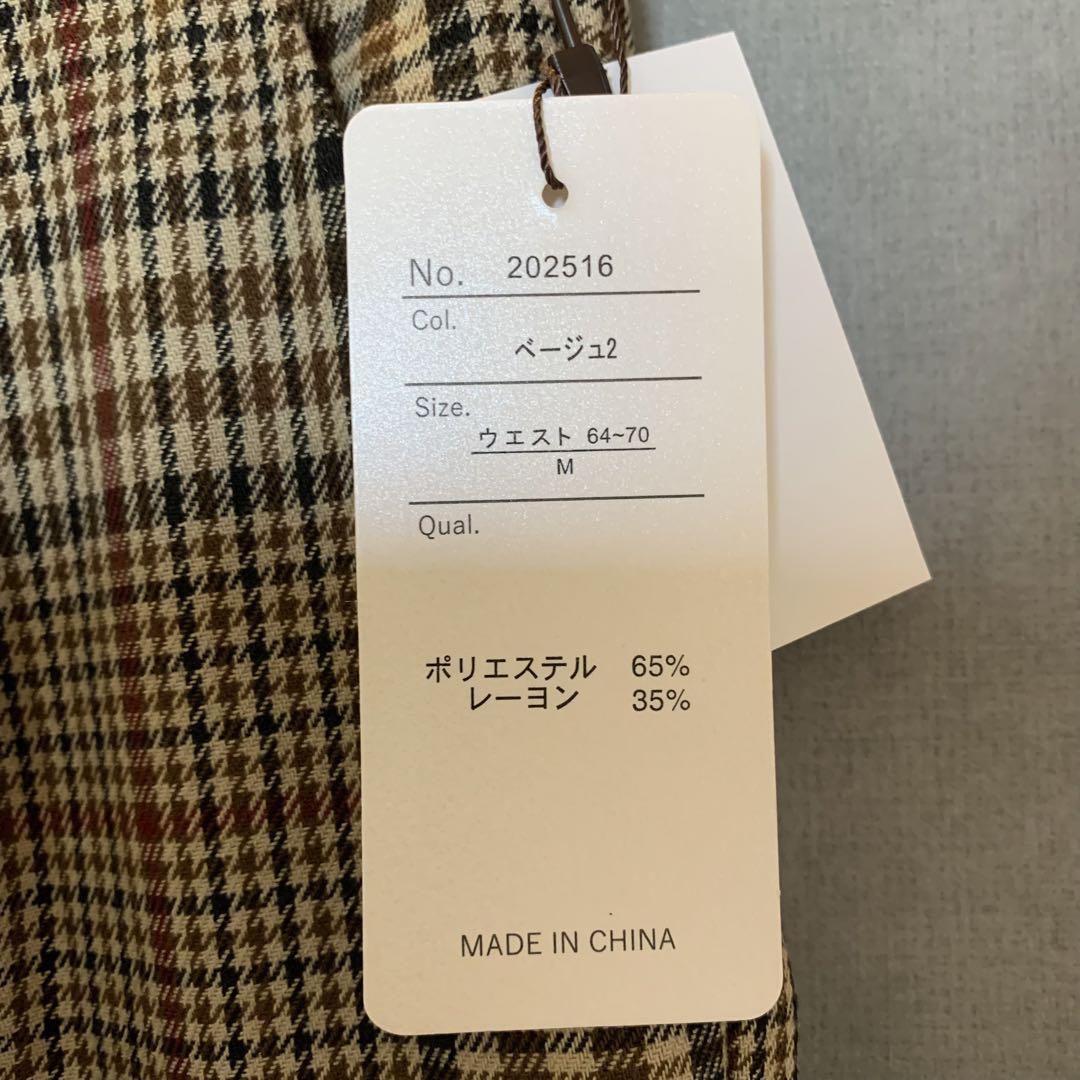 No. 202516
Col.
ベージュ2
Size.
ウエスト 64~70
M
Qual.
ポリエステル 65%
レーヨン 35%
MADE IN CHINA